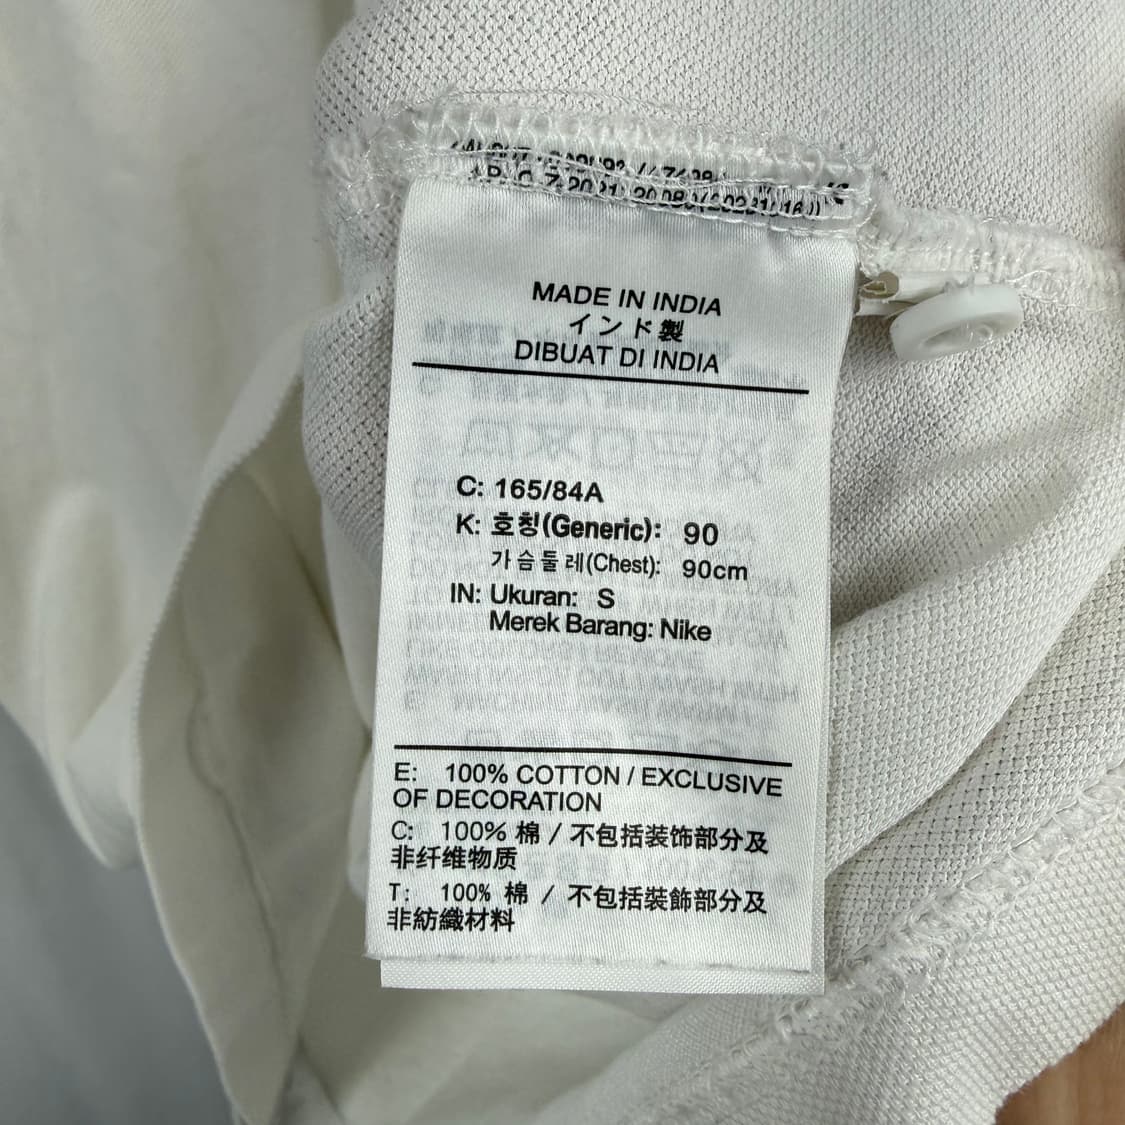 MADE IN INDIA
インド製
DIBUAT DI INDIA
C: 165/84A
K: 호칭(Generic): 90
가슴둘레(Chest): 90cm
IN: Ukuran: S
Merek Barang: Nike
E: 100% COTTON / EXCLUSIVE
OF DECORATION
C: 100% 棉 / 不包括装饰部分及
非纤维物质
T: 100% 棉 / 不包括裝飾部分及
非紡織材料